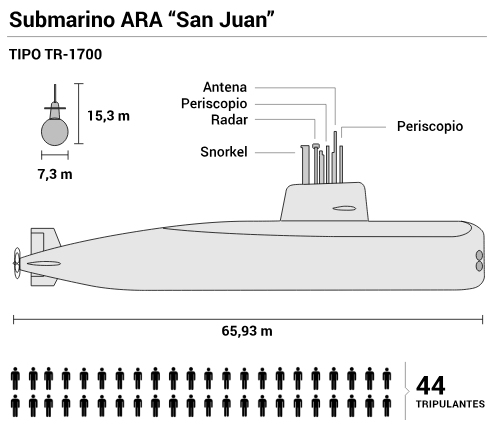 Submarino ARA “San Juan”
TIPO TR-1700
Antena
Periscopio
Radar
Periscopio
Snorkel
15,3 m
7,3 m
65,93 m
44
TRIPULANTES